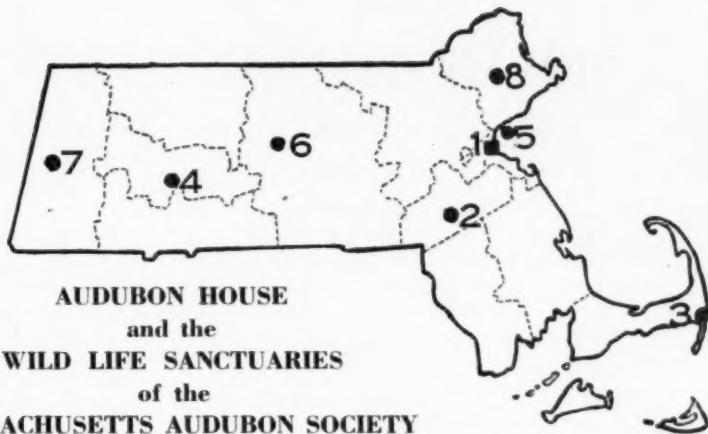 8
5
1
6
7
4
2
3
AUDUBON HOUSE
and the
WILD LIFE SANCTUARIES
of the
ACHUSETTS AUDUBON SOCIETY